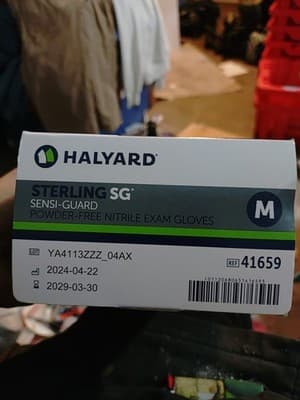 HALYARD
STERLING SG
SENSI-GUARD
POWDER-FREE NITRILE EXAM GLOVES
M
YA4113ZZZ_04AX
2024-04-22
2029-03-30
REF 41659